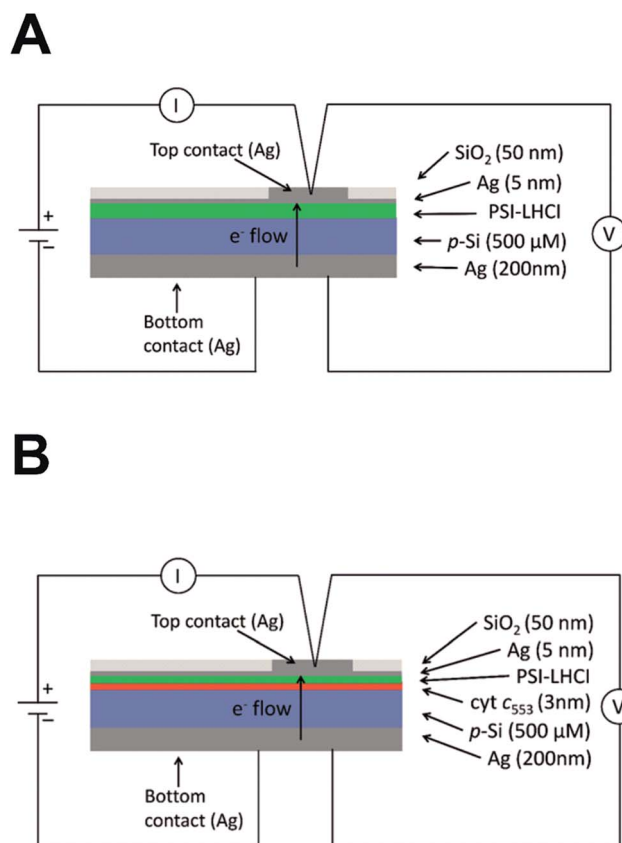 A
I
Top contact (Ag)
SiO₂ (50 nm)
Ag (5 nm)
PSI-LHCI
p-Si (500 µM)
Ag (200nm)
+
−
e⁻ flow
V
Bottom
contact (Ag)
B
I
Top contact (Ag)
SiO₂ (50 nm)
Ag (5 nm)
PSI-LHCI
cyt c₅₅₃ (3nm)
p-Si (500 µM)
Ag (200nm)
+
−
e⁻ flow
V
Bottom
contact (Ag)